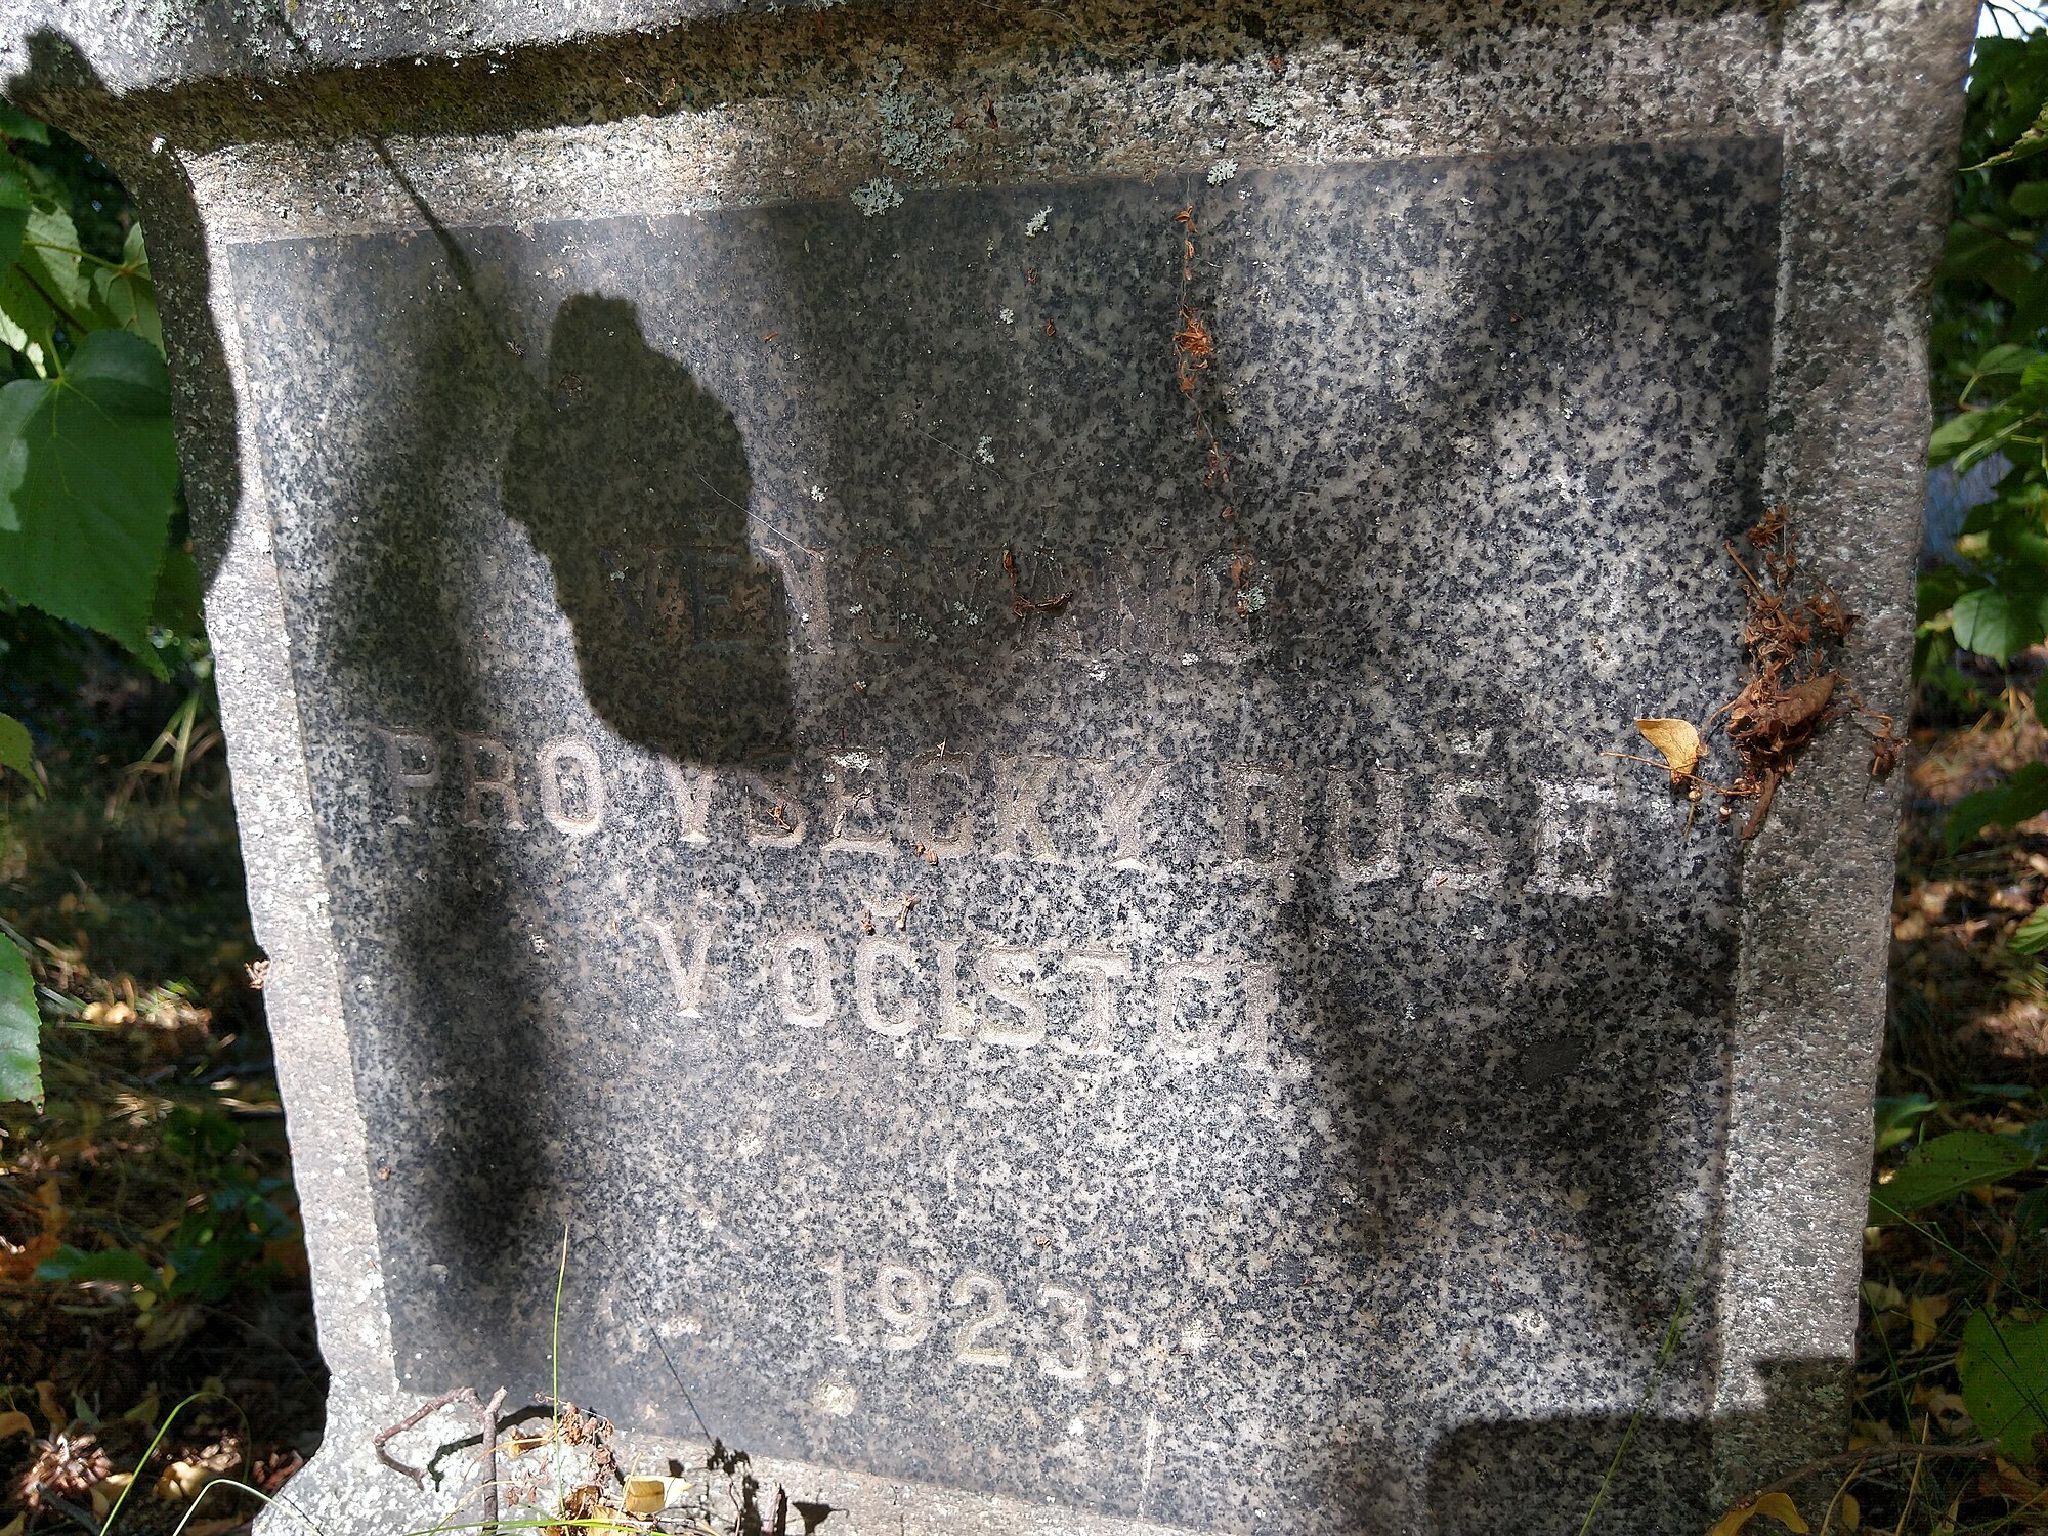 VĚNOVÁNO
PRO VŠECKY DUŠE
V OČISTCI
1923.